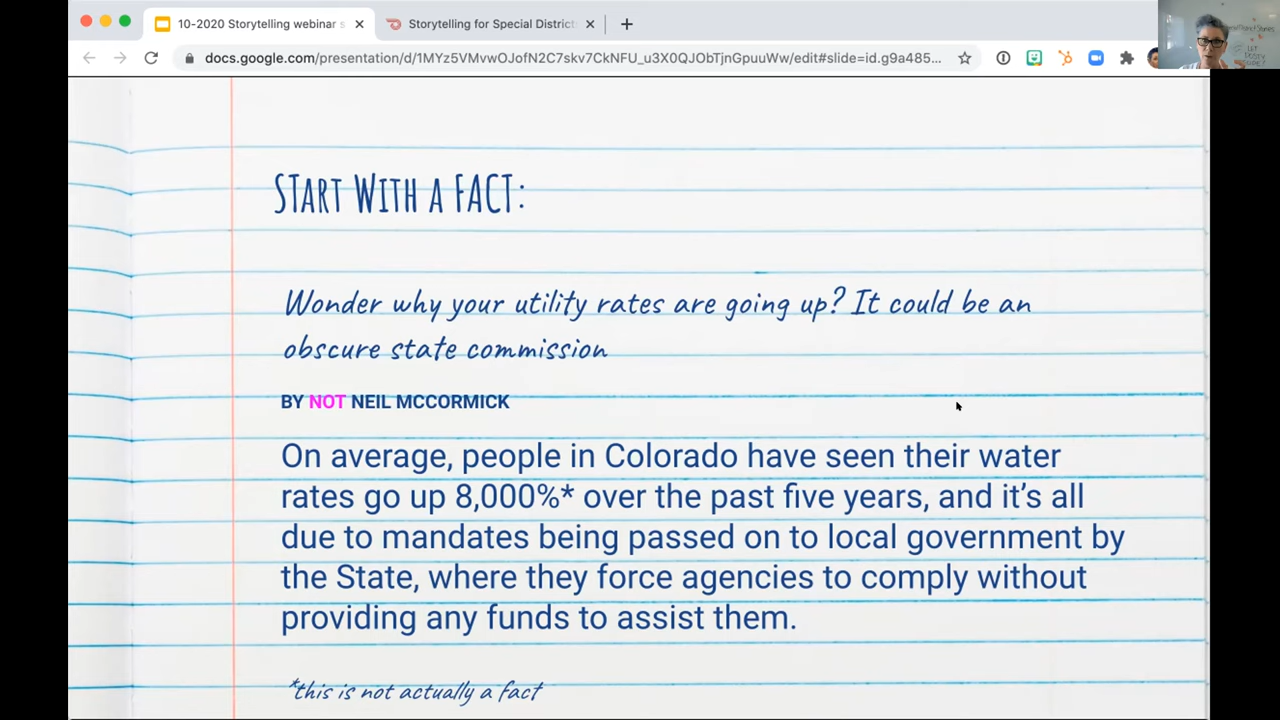 10-2020 Storytelling webinar s
Storytelling for Special District
docs.google.com/presentation/d/1MYz5VMvwOJofN2C7skv7CkNFU_u3X0QJObTjnGpuuWw/edit#slide=id.g9a485...
START WITH A FACT:
Wonder why your utility rates are going up? It could be an
obscure state commission
BY NOT NEIL MCCORMICK
On average, people in Colorado have seen their water
rates go up 8,000%* over the past five years, and it’s all
due to mandates being passed on to local government by
the State, where they force agencies to comply without
providing any funds to assist them.
*this is not actually a fact